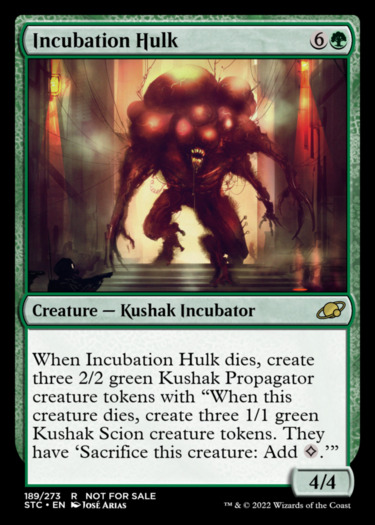 Incubation Hulk 6
Creature — Kushak Incubator
When Incubation Hulk dies, create
three 2/2 green Kushak Propagator
creature tokens with “When this
creature dies, create three 1/1 green
Kushak Scion creature tokens. They
have ‘Sacrifice this creature: Add .’”
4/4
189/273 R NOT FOR SALE
STC • EN José Arias
™ & © 2022 Wizards of the Coast